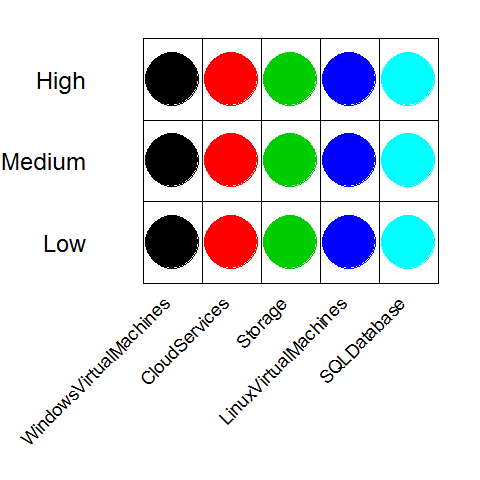 High
Medium
Low
WindowsVirtualMachines
CloudServices
Storage
LinuxVirtualMachines
SQLDatabase